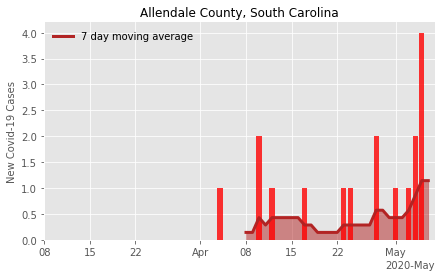 Allendale County, South Carolina
7 day moving average
New Covid-19 Cases
4.0
3.5
3.0
2.5
2.0
1.5
1.0
0.5
0.0
08 15 22 Apr 08 15 22 May
2020-May